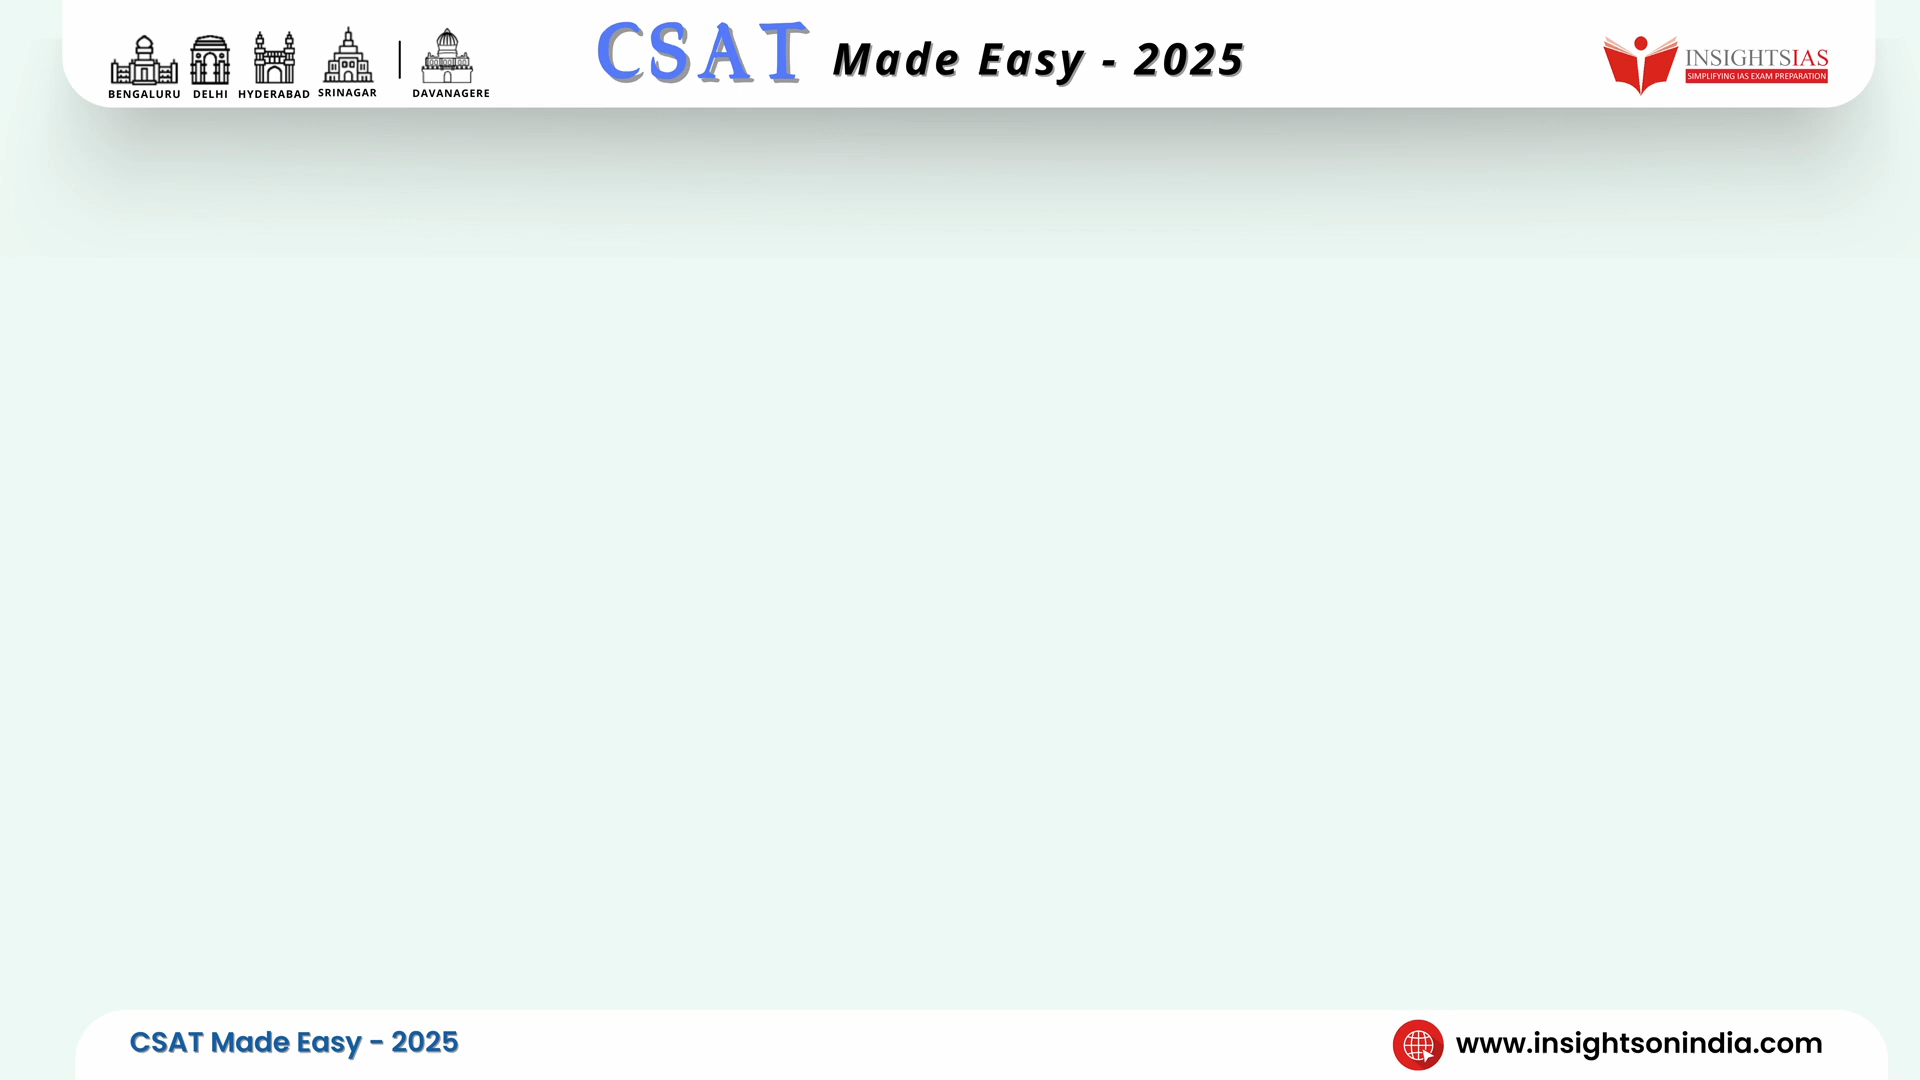 CSAT Made Easy - 2025
BENGALURU DELHI HYDERABAD SRINAGAR DAVANAGERE
INSIGHTSIAS
SIMPLIFYING IAS EXAM PREPARATION
CSAT Made Easy - 2025
www.insightsonindia.com